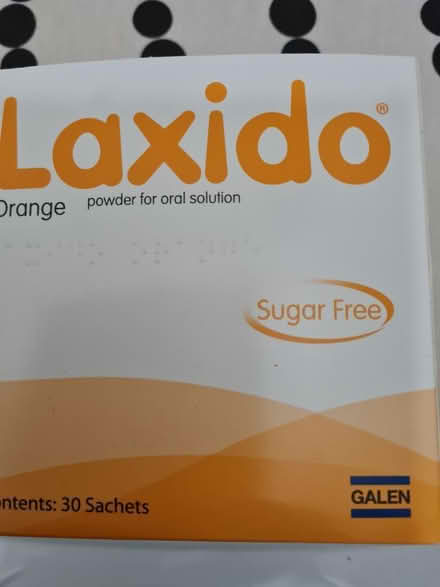 Laxido®
Orange powder for oral solution
Sugar Free
ntents: 30 Sachets
GALEN